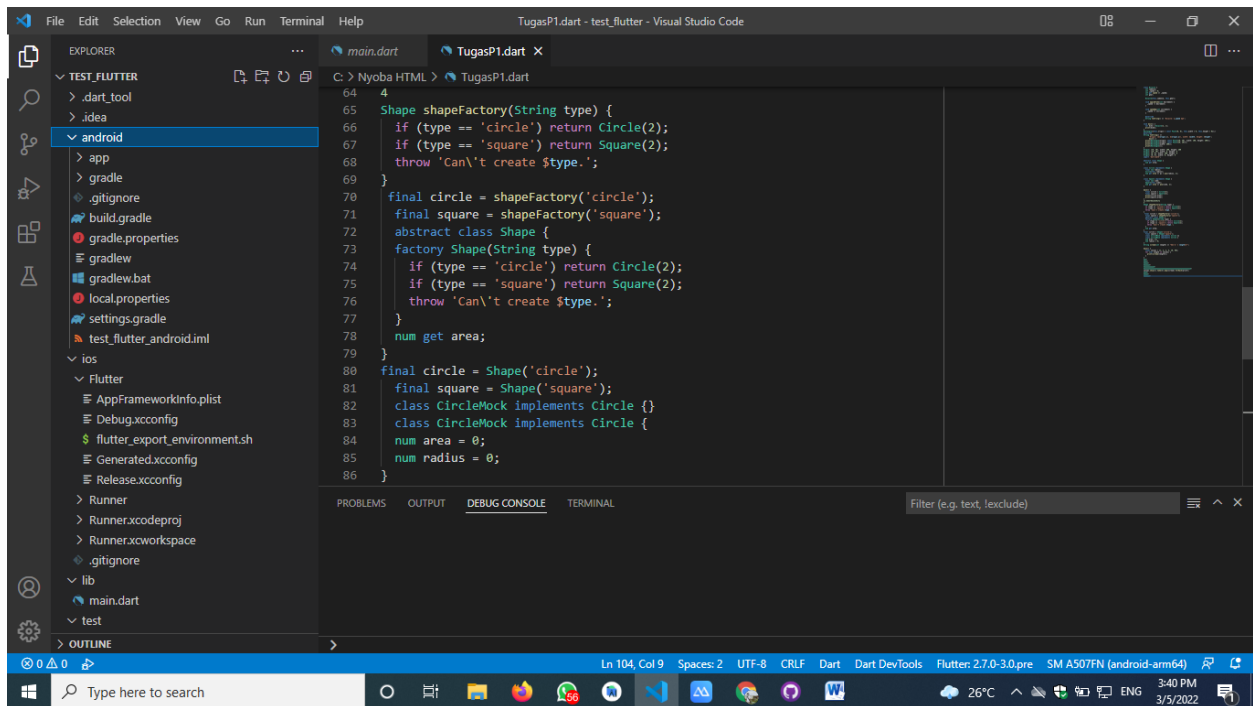 File Edit Selection View Go Run Terminal Help TugasP1.dart - test_flutter - Visual Studio Code
EXPLORER
TEST_FLUTTER
> .dart_tool
> .idea
android
> app
> gradle
.gitignore
build.gradle
gradle.properties
gradlew
gradlew.bat
local.properties
settings.gradle
test_flutter_android.iml
ios
Flutter
AppFrameworkInfo.plist
Debug.xcconfig
$ flutter_export_environment.sh
Generated.xcconfig
Release.xcconfig
> Runner
> Runner.xcodeproj
> Runner.xcworkspace
.gitignore
lib
main.dart
test
> OUTLINE
main.dart TugasP1.dart
C: > Nyoba HTML > TugasP1.dart
64 4
65 Shape shapeFactory(String type) {
66   if (type == 'circle') return Circle(2);
67   if (type == 'square') return Square(2);
68   throw 'Can\'t create $type.';
69 }
70  final circle = shapeFactory('circle');
71   final square = shapeFactory('square');
72   abstract class Shape {
73   factory Shape(String type) {
74     if (type == 'circle') return Circle(2);
75     if (type == 'square') return Square(2);
76     throw 'Can\'t create $type.';
77   }
78   num get area;
79 }
80 final circle = Shape('circle');
81   final square = Shape('square');
82   class CircleMock implements Circle {}
83   class CircleMock implements Circle {
84   num area = 0;
85   num radius = 0;
86 }
PROBLEMS OUTPUT DEBUG CONSOLE TERMINAL Filter (e.g. text, !exclude)
>
0 0 Ln 104, Col 9 Spaces: 2 UTF-8 CRLF Dart Dart DevTools Flutter: 2.7.0-3.0.pre SM A507FN (android-arm64)
Type here to search 56 26°C ENG 3:40 PM
3/5/2022 1